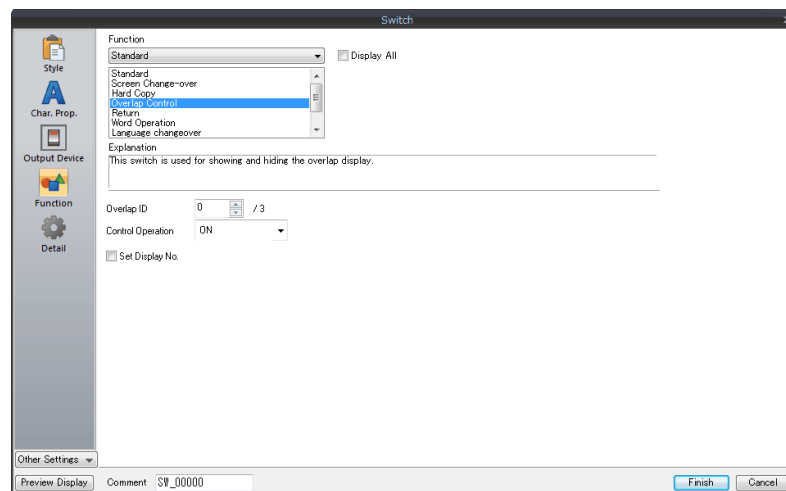 Switch
Function
Standard
Display All
Standard
Screen Change-over
Hard Copy
Overlap Control
Return
Word Operation
Language changeover
Explanation
This switch is used for showing and hiding the overlap display.
Overlap ID 0 / 3
Control Operation ON
Set Display No.
Style
Char. Prop.
Output Device
Function
Detail
Other Settings
Preview Display Comment SW_00000 Finish Cancel